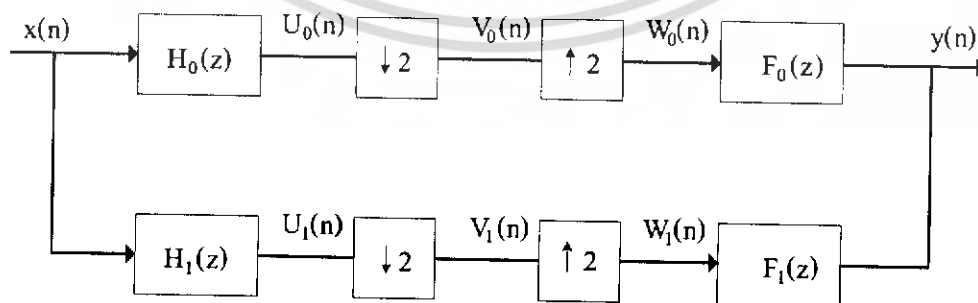 x(n) U₀(n) V₀(n) W₀(n) y(n)
H₀(z) ↓ 2 ↑ 2 F₀(z)
U₁(n) V₁(n) W₁(n)
H₁(z) ↓ 2 ↑ 2 F₁(z)